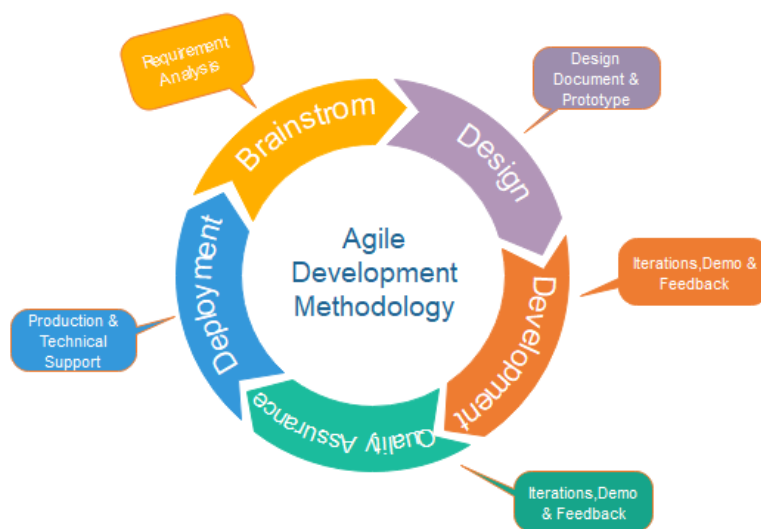 Requirement
Analysis
Brainstrom
Design
Document &
Prototype
Design
Agile
Development
Methodology
Iterations,Demo &
Feedback
Development
Production &
Technical
Support
Deployment
Quality Assurance
Iterations,Demo
& Feedback